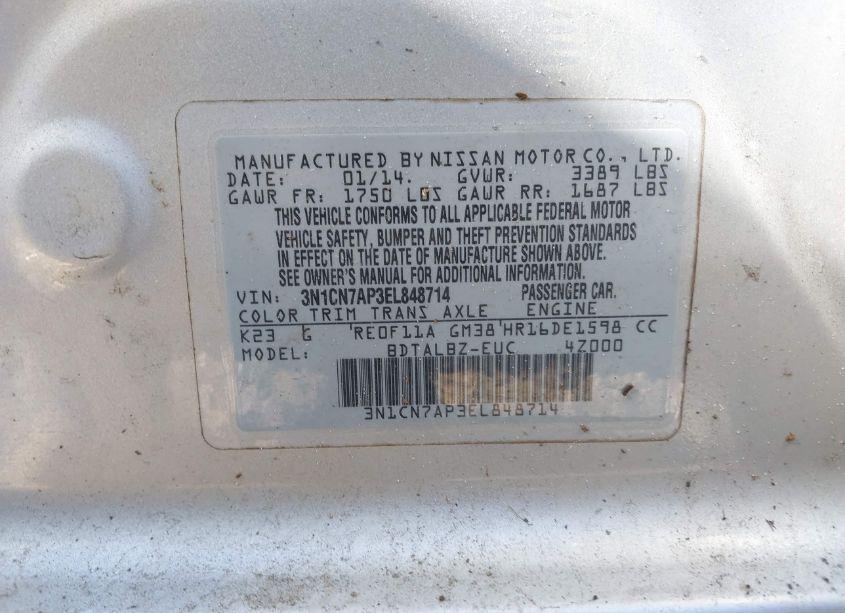 MANUFACTURED BY NISSAN MOTOR CO., LTD.
DATE: 01/14. GVWR: 3389 LBS
GAWR FR: 1750 LBS GAWR RR: 1687 LBS
THIS VEHICLE CONFORMS TO ALL APPLICABLE FEDERAL MOTOR
VEHICLE SAFETY, BUMPER AND THEFT PREVENTION STANDARDS
IN EFFECT ON THE DATE OF MANUFACTURE SHOWN ABOVE.
SEE OWNER'S MANUAL FOR ADDITIONAL INFORMATION.
VIN: 3N1CN7AP3EL848714 PASSENGER CAR.
COLOR TRIM TRANS AXLE ENGINE
K23 G RE0F11A GM38 HR16DE1598 CC
MODEL: BDTALBZ-EUC 4Z000
3N1CN7AP3EL848714